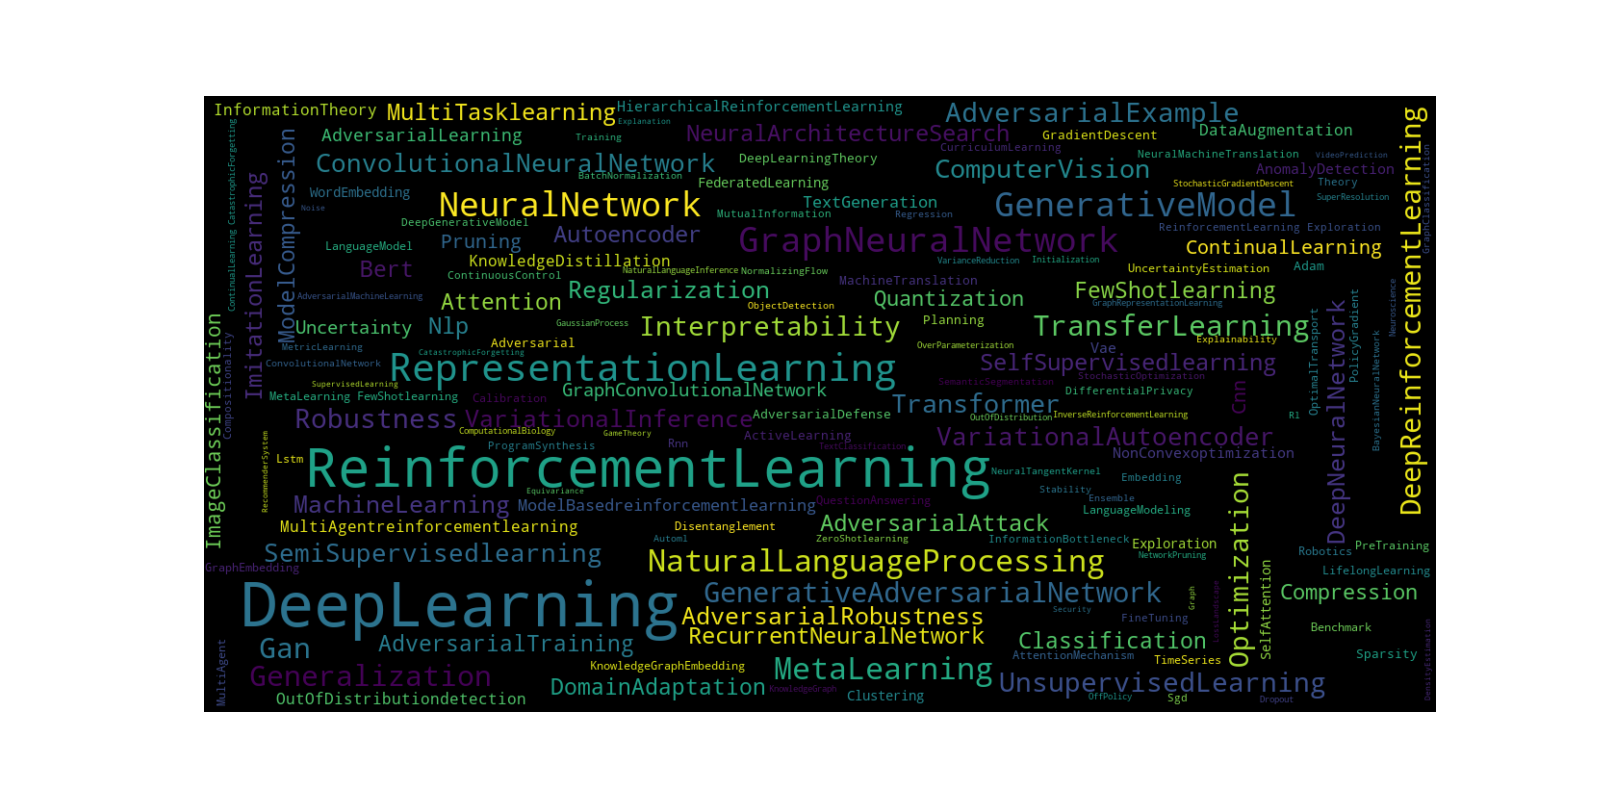 InformationTheory
MultiTasklearning
HierarchicalReinforcementLearning
AdversarialExample
Explanation
AdversarialLearning
Training
NeuralArchitectureSearch
GradientDescent
DataAugmentation
CurriculumLearning
ConvolutionalNeuralNetwork
DeepLearningTheory
ComputerVision
NeuralMachineTranslation
VideoPrediction
AnomalyDetection
BatchNormalization
FederatedLearning
StochasticGradientDescent
Theory
WordEmbedding
SuperResolution
NeuralNetwork
TextGeneration
GenerativeModel
Noise
MutualInformation
Regression
DeepGenerativeModel
ReinforcementLearning Exploration
LanguageModel
Pruning
Autoencoder
GraphNeuralNetwork
ContinualLearning
KnowledgeDistillation
VarianceReduction
Initialization
Bert
ContinuousControl
NaturalLanguageInference
NormalizingFlow
MachineTranslation
UncertaintyEstimation
Adam
AdversarialMachineLearning
Attention
Regularization
ObjectDetection
Quantization
FewShotlearning
GraphRepresentationLearning
Uncertainty
Nlp
GaussianProcess
Interpretability
Planning
TransferLearning
MetricLearning
Adversarial
OverParameterization
Explainability
CatastrophicForgetting
Vae
ConvolutionalNetwork
RepresentationLearning
SelfSupervisedlearning
StochasticOptimization
SupervisedLearning
SemanticSegmentation
MetaLearning FewShotlearning
Calibration
GraphConvolutionalNetwork
DifferentialPrivacy
Transformer
Robustness
VariationalInference
AdversarialDefense
OutOfDistribution
InverseReinforcementLearning
Rl
ComputationalBiology
GameTheory
ActiveLearning
VariationalAutoencoder
ProgramSynthesis
Rnn
TextClassification
NonConvexoptimization
Lstm
ReinforcementLearning
NeuralTangentKernel
Embedding
Equivariance
Stability
Ensemble
MachineLearning
ModelBasedreinforcementlearning
QuestionAnswering
LanguageModeling
MultiAgentreinforcementlearning
Disentanglement
AdversarialAttack
Automl
ZeroShotlearning
InformationBottleneck
Exploration
PreTraining
SemiSupervisedlearning
NaturalLanguageProcessing
NetworkPruning
Robotics
GraphEmbedding
LifelongLearning
DeepLearning
GenerativeAdversarialNetwork
Compression
Security
AdversarialRobustness
FineTuning
RecurrentNeuralNetwork
Benchmark
Gan
AdversarialTraining
Classification
AttentionMechanism
TimeSeries
Sparsity
Generalization
KnowledgeGraphEmbedding
MetaLearning
UnsupervisedLearning
DomainAdaptation
KnowledgeGraph
OutOfDistributiondetection
Clustering
OffPolicy
Sgd
Dropout
ContinualLearning CatastrophicForgetting
ImitationLearning
ModelCompression
ImageClassification
Compositionality
RecommenderSystem
MultiAgent
Cnn
OptimalTransport
DeepNeuralNetwork
PolicyGradient
BayesianNeuralNetwork
Neuroscience
DeepReinforcementLearning
GraphClassification
Optimization
SelfAttention
Graph
LossLandscape
DensityEstimation